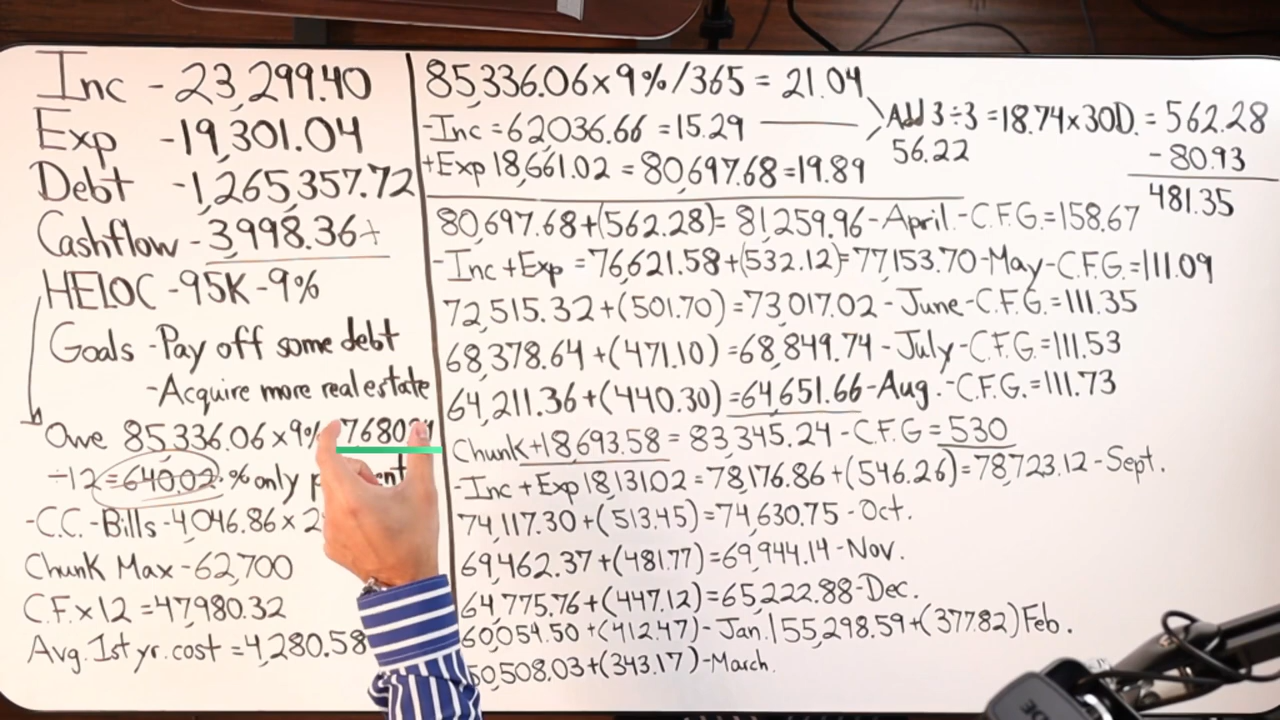 Inc - 23,299.40
Exp - 19,301.04
Debt - 1,265,357.72
Cashflow - 3,998.36+
HELOC - 95K - 9%
Goals - Pay off some debt
- Acquire more real estate
Owe 85,336.06 × 9%
÷12 = 640.02 % only
- C.C. - Bills - 4,046.86 ×
Chunk Max - 62,700
C.F. × 12 = 47980.32
Avg. 1st yr. cost = 4,280.58
85,336.06 × 9% / 365 = 21.04
- Inc = 62036.66 = 15.29
+ Exp 18,661.02 = 80,697.68 = 19.89
Add 3 ÷ 3 = 18.74 × 30D. = 562.28
56.22
- 80.93
481.35
80,697.68 + (562.28) = 81,259.96 - April - C.F.G. = 158.67
- Inc + Exp = 76,621.58 + (532.12) = 77,153.70 - May - C.F.G. = 111.09
72,515.32 + (501.70) = 73,017.02 - June - C.F.G. = 111.35
68,378.64 + (471.10) = 68,849.74 - July - C.F.G. = 111.53
64,211.36 + (440.30) = 64,651.66 - Aug. - C.F.G. = 111.73
Chunk + 18,693.58 = 83,345.24 - C.F.G = 530
- Inc + Exp 18,131.02 = 78,176.86 + (546.26) = 78,723.12 - Sept.
74,117.30 + (513.45) = 74,630.75 - Oct.
69,462.37 + (481.77) = 69,944.14 - Nov.
64,775.76 + (447.12) = 65,222.88 - Dec.
60,054.50 + (412.47) - Jan. | 55,298.59 + (377.82) Feb.
50,508.03 + (343.17) - March.